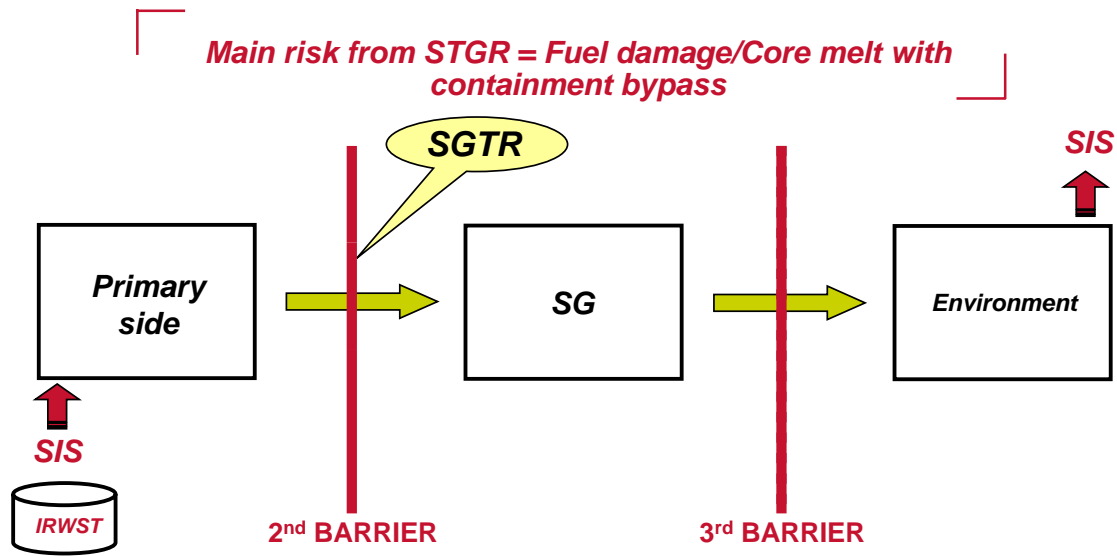 Main risk from STGR = Fuel damage/Core melt with
containment bypass
SGTR
SIS
Primary
side
SG
Environment
SIS
IRWST
2nd BARRIER
3rd BARRIER